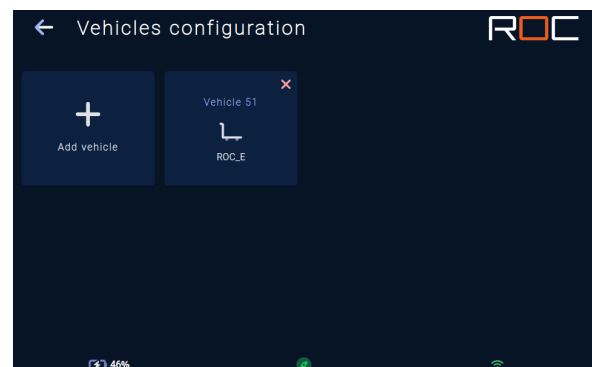 Vehicles configuration
ROC
Vehicle 51
Add vehicle
ROC_E
46%